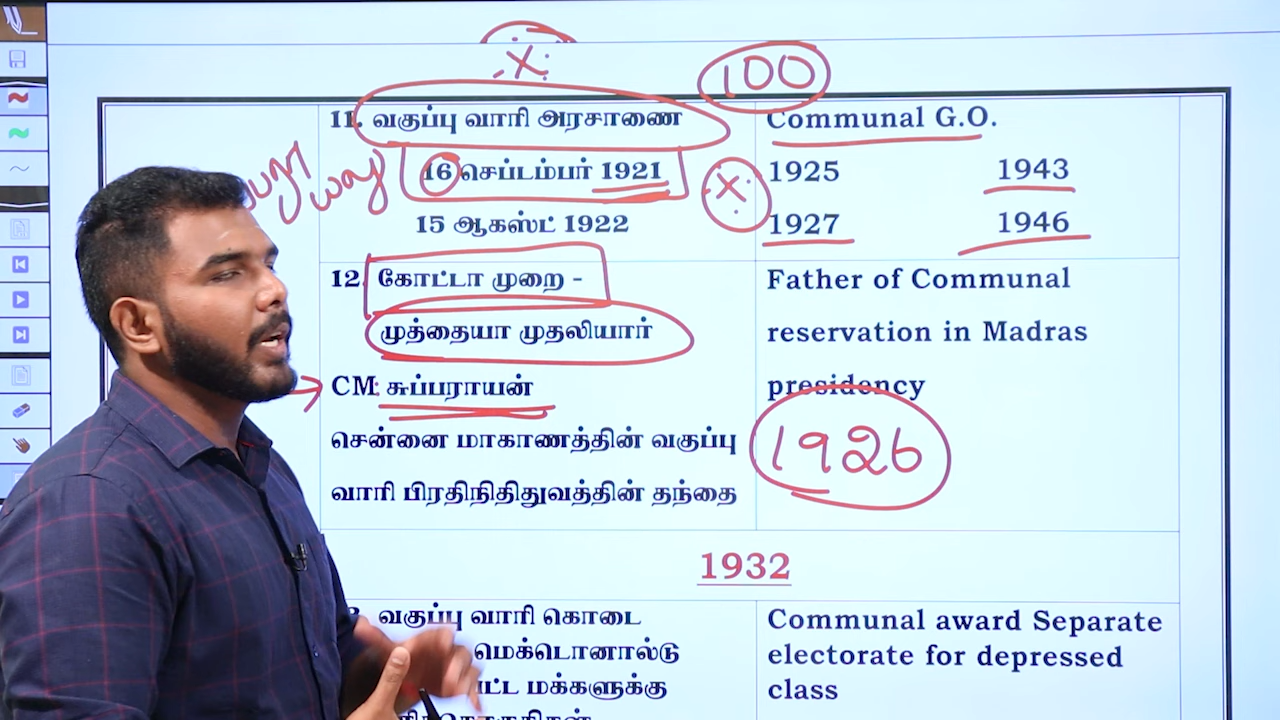 100
11. வகுப்பு வாரி அரசாணை
Communal G.O.
16 செப்டம்பர் 1921
1925 1943
way
15 ஆகஸ்ட் 1922
1927 1946
12. கோட்டா முறை -
முத்தையா முதலியார்
Father of Communal
reservation in Madras
presidency
CM: சுப்பராயன்
1926
சென்னை மாகாணத்தின் வகுப்பு
வாரி பிரதிநிதிதுவத்தின் தந்தை
1932
வகுப்பு வாரி கொடை
மெக்டொனால்டு
மக்களுக்கு
Communal award Separate
electorate for depressed
class